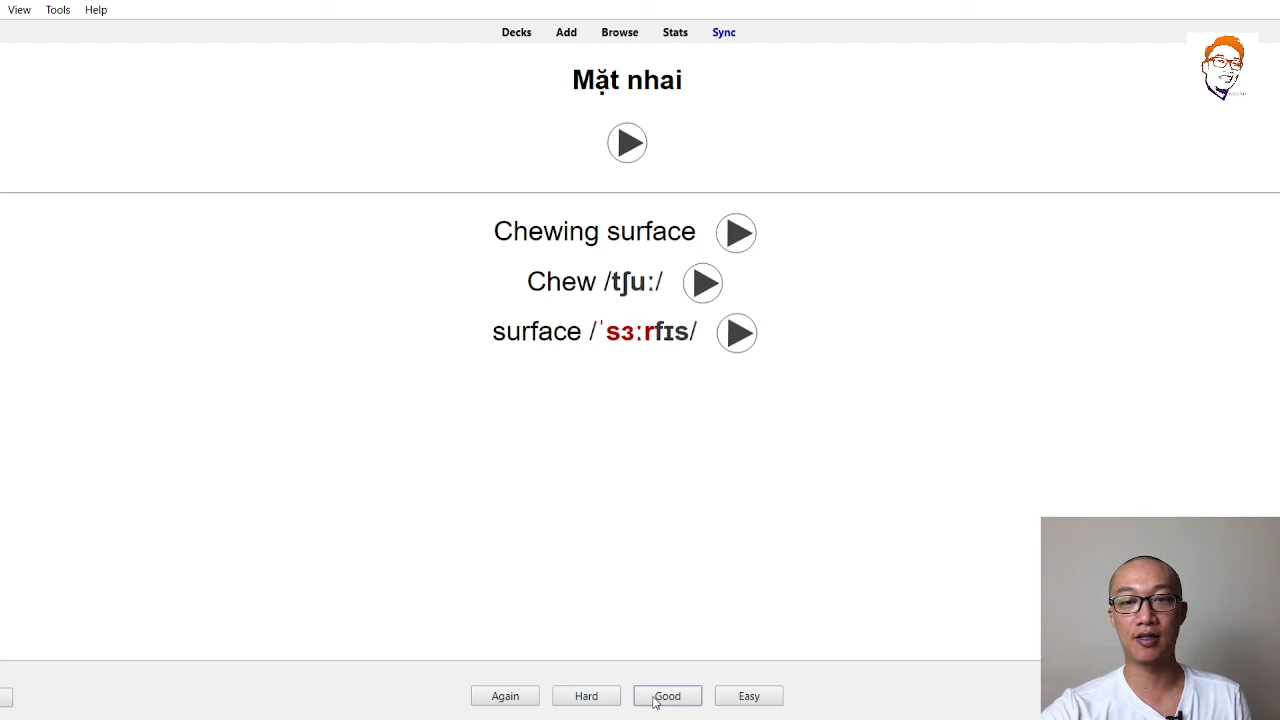 View Tools Help
Decks Add Browse Stats Sync
Mặt nhai
Chewing surface
Chew /tʃuː/
surface /ˈsɜːrfɪs/
Again Hard Good Easy